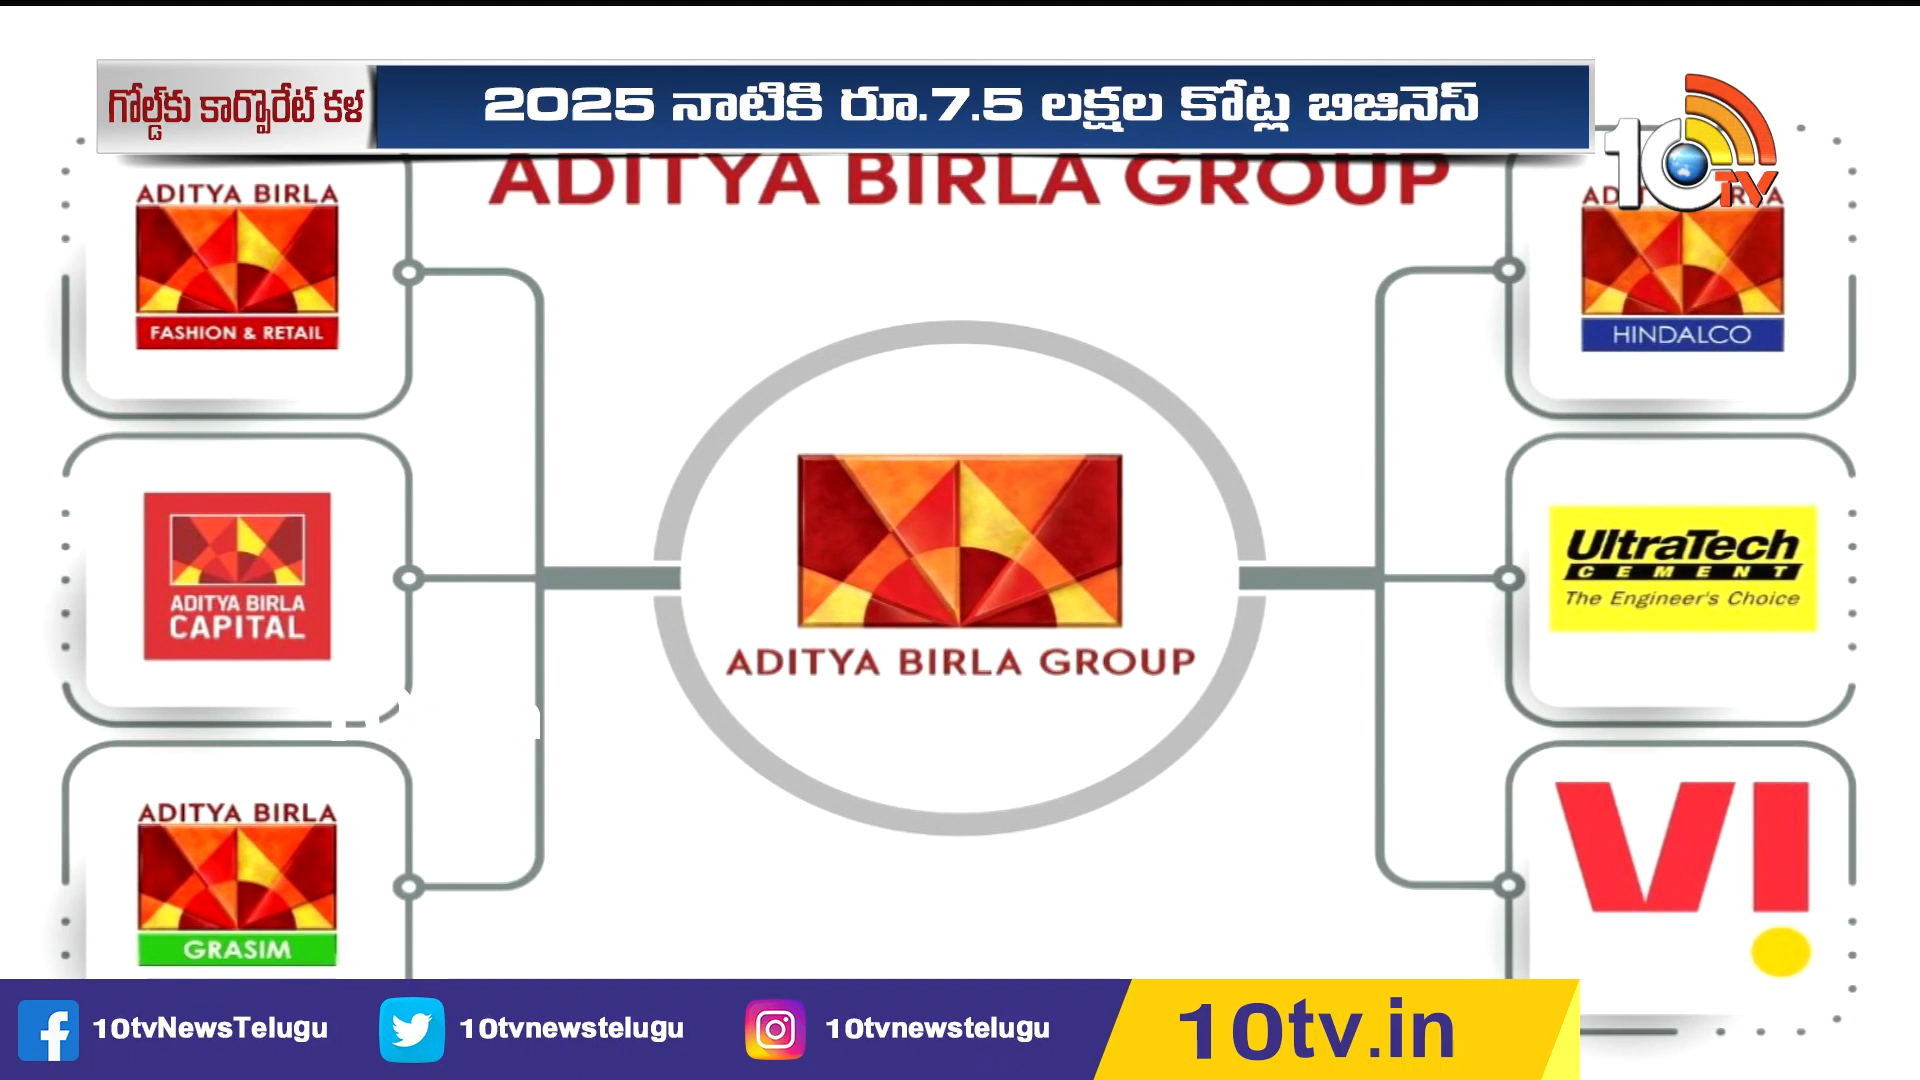 గోల్డ్‌కు కార్పొరేట్ కళ
2025 నాటికి రూ.7.5 లక్షల కోట్ల బిజినెస్
10TV
ADITYA BIRLA GROUP
ADITYA BIRLA
FASHION & RETAIL
HINDALCO
ADITYA BIRLA
CAPITAL
UltraTech
CEMENT
The Engineer's Choice
ADITYA BIRLA GROUP
ADITYA BIRLA
GRASIM
VI
10tvNewsTelugu
10tvnewstelugu
10tvnewstelugu
10tv.in